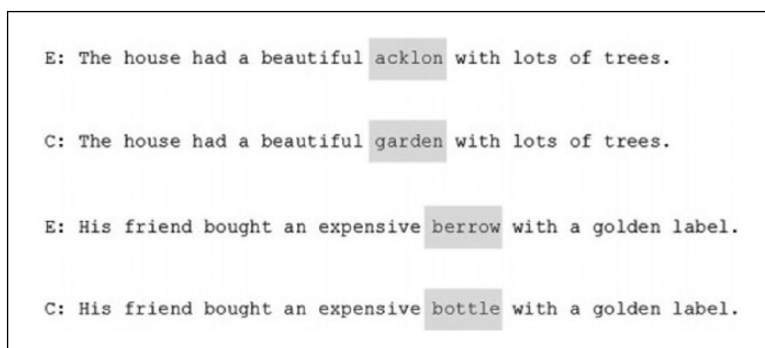 E: The house had a beautiful acklon with lots of trees.
C: The house had a beautiful garden with lots of trees.
E: His friend bought an expensive berrow with a golden label.
C: His friend bought an expensive bottle with a golden label.